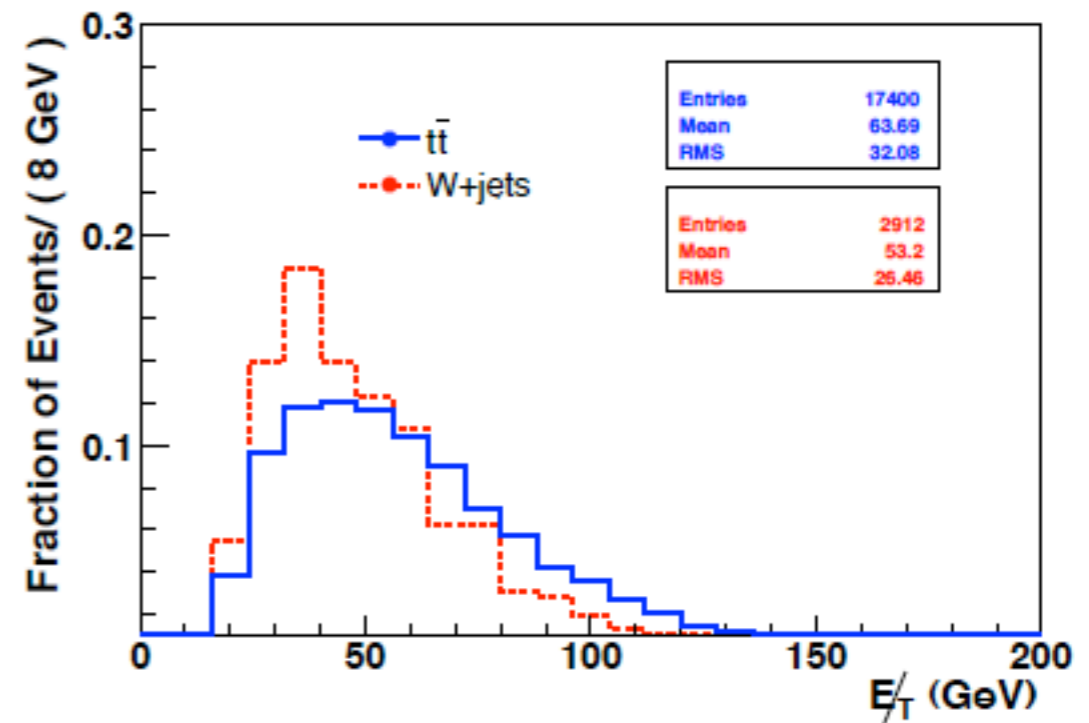 Fraction of Events/ ( 8 GeV )
0.3
0.2
0.1
tt̄
W+jets
Entries 17400
Mean 63.69
RMS 32.08
Entries 2912
Mean 53.2
RMS 26.46
0 50 100 150 200
E̸T (GeV)